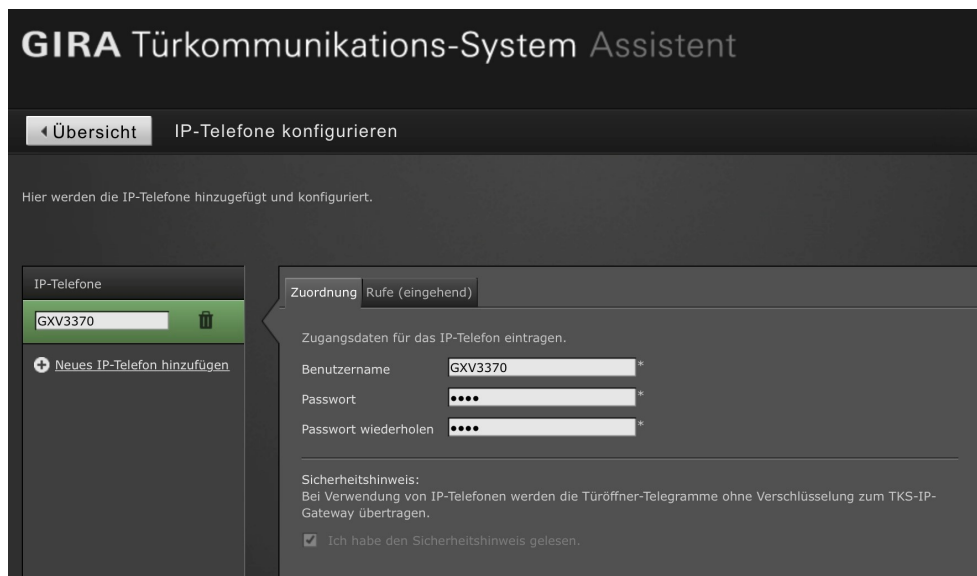 GIRA Türkommunikations-System Assistent
Übersicht
IP-Telefone konfigurieren
Hier werden die IP-Telefone hinzugefügt und konfiguriert.
IP-Telefone
GXV3370
Neues IP-Telefon hinzufügen
Zuordnung
Rufe (eingehend)
Zugangsdaten für das IP-Telefon eintragen.
Benutzername GXV3370 *
Passwort •••• *
Passwort wiederholen •••• *
Sicherheitshinweis:
Bei Verwendung von IP-Telefonen werden die Türöffner-Telegramme ohne Verschlüsselung zum TKS-IP-
Gateway übertragen.
Ich habe den Sicherheitshinweis gelesen.